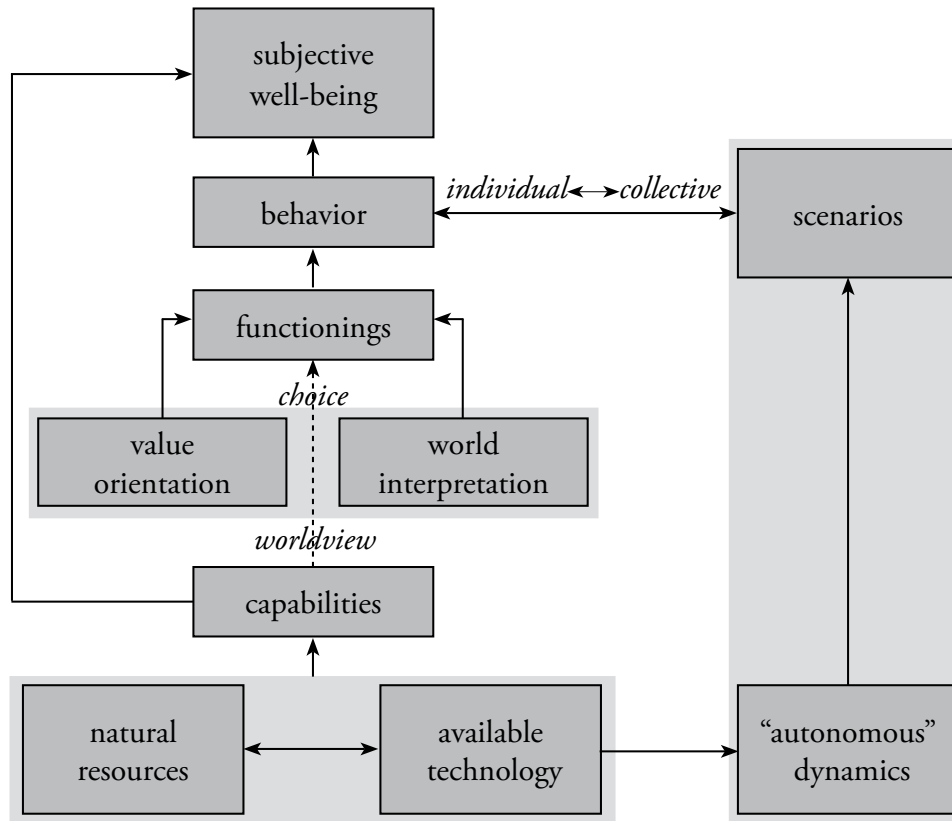 subjective
well-being
individual
collective
behavior
scenarios
functionings
choice
value
orientation
world
interpretation
worldview
capabilities
natural
resources
available
technology
“autonomous”
dynamics